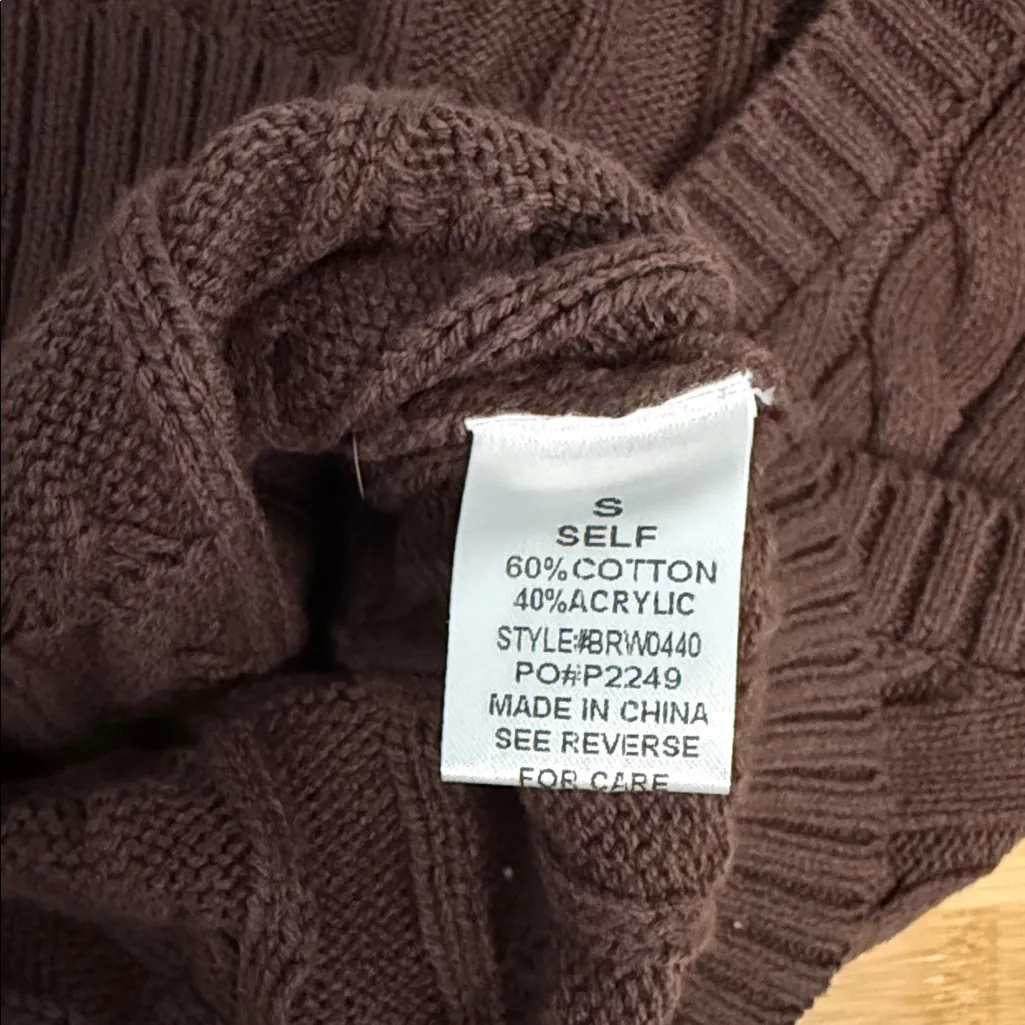 S
SELF
60%COTTON
40%ACRYLIC
STYLE#BRW0440
PO#P2249
MADE IN CHINA
SEE REVERSE
FOR CARE